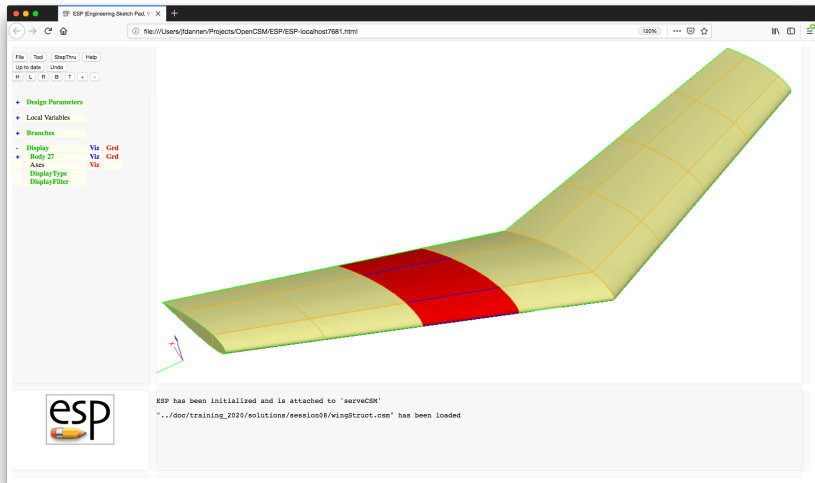 ESP (Engineering Sketch Pad, V
file:///Users/jfdannen/Projects/OpenCSM/ESP/ESP-localhost7681.html
120%
File Tool StepThru Help
Up to date Undo
H L R B T + -
+ Design Parameters
+ Local Variables
+ Branches
- Display Viz Grd
+ Body 27 Viz Grd
Axes Viz
DisplayType
DisplayFilter
X
esp
ESP has been initialized and is attached to 'serveCSM'
"../doc/training_2020/solutions/session08/wingStruct.csm" has been loaded